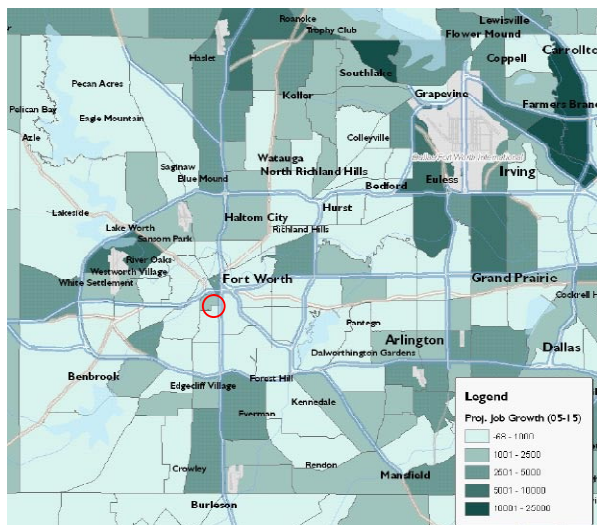 Roanoke
Trophy Club
Lewisville
Flower Mound
Carrollton
Haslet
Coppell
Southlake
Pecan Acres
Keller
Grapevine
Pelican Bay
Farmers Bran
Eagle Mountain
Azle
Colleyville
Watauga
Saginaw
North Richland Hills
Irving
Blue Mound
Bedford
Euless
Lakeside
Haltom City
Hurst
Lake Worth
Richland Hills
Sansom Park
River Oaks
Westworth Village
Fort Worth
Grand Prairie
White Settlement
Cockrell H
Pantego
Arlington
Dalworthington Gardens
Dallas
Benbrook
Edgecliff Village
Forest Hill
Kennedale
Everman
Crowley
Rendon
Mansfield
Burleson
Legend
Proj. Job Growth (05-15)
-68 - 1000
1001 - 2500
2501 - 5000
5001 - 10000
10001 - 25000